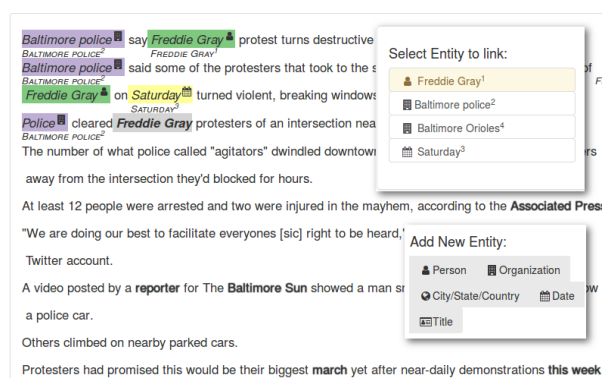 Baltimore police say Freddie Gray protest turns destructive
BALTIMORE POLICE2 FREDDIE GRAY1
Baltimore police said some of the protesters that took to the s of
BALTIMORE POLICE2 F
Freddie Gray on Saturday turned violent, breaking windows
SATURDAY3
Police cleared Freddie Gray protesters of an intersection nea
BALTIMORE POLICE2
The number of what police called "agitators" dwindled downtown ers
away from the intersection they'd blocked for hours.
At least 12 people were arrested and two were injured in the mayhem, according to the Associated Press
"We are doing our best to facilitate everyones [sic] right to be heard,"
Twitter account.
A video posted by a reporter for The Baltimore Sun showed a man sm ow
a police car.
Others climbed on nearby parked cars.
Protesters had promised this would be their biggest march yet after near-daily demonstrations this week
Select Entity to link:
Freddie Gray1
Baltimore police2
Baltimore Orioles4
Saturday3
Add New Entity:
Person Organization
City/State/Country Date
Title